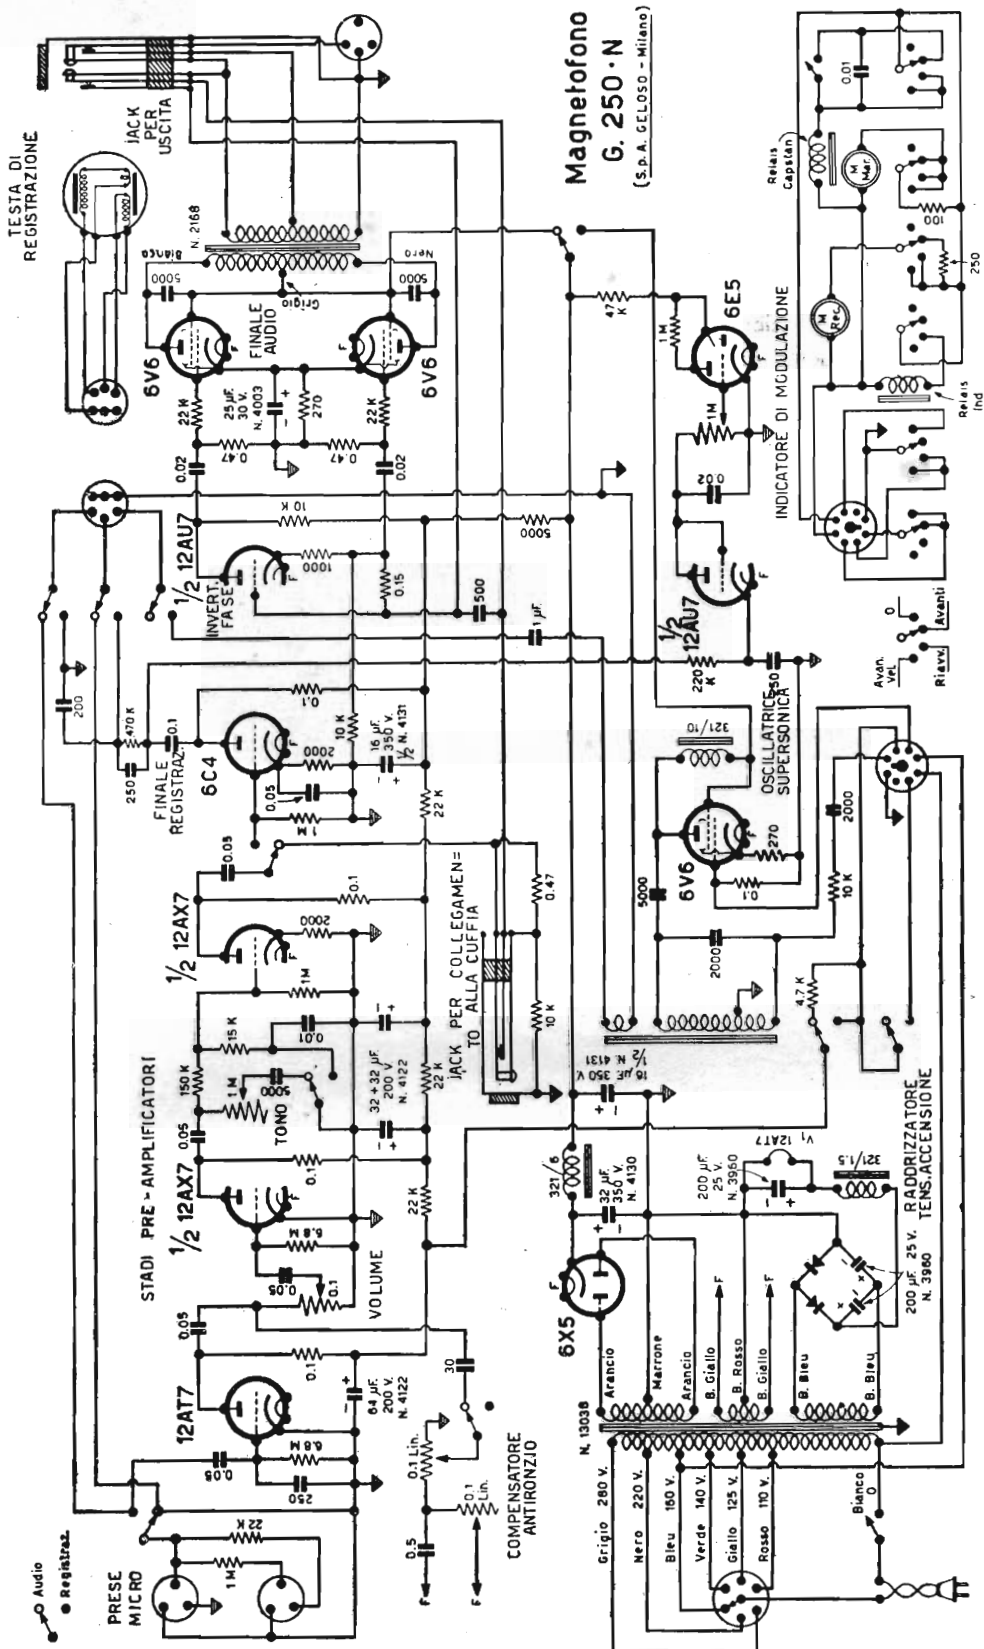 Magnetofono
G. 250-N
(S.p.A. GELOSO - Milano)
TESTA DI
REGISTRAZIONE
JACK
PER
USCITA
N. 2168
Bianco
5000
Grigio
Nero
5000
6V6
FINALE
AUDIO
6V6
22 K
25 µF.
30 V.
N. 4003
270
22 K
0.47
0.47
0.02
0.02
10 K
5000
1/2 12AU7
INVERT.
FASE
1000
0.15
500
1 µF.
47
K
1 M
6E5
1M
0.02
INDICATORE DI MODULAZIONE
1/2
12AU7
220
K
Relais
Capstan
0.01
M
Mar.
100
M
Rec.
250
Relais
Ind
O
Avanti
Avan.
Vel.
Riavv.
200
470 K
250
0.1
FINALE
REGISTRAZ.
6C4
0.1
10 K
2000
16 µF.
350 V.
1/2 N. 4131
0.05
1 M
22 K
321/10
OSCILLATRICE
SUPERSONICA
6V6
270
0.1
5000
2000
2000
10 K
4.7 K
STADI PRE-AMPLIFICATORI
0.05
1/2 12AX7
0.1
2000
1M
15 K
0.01
150 K
1 M
5000
TONO
32 + 32 µF.
200 V.
N. 4122
22 K
JACK PER COLLEGAMEN=
TO ALLA CUFFIA
0.47
10 K
0.05
1/2 12AX7
0.1
6.8 M
0.05
0.1
VOLUME
22 K
16 µF. 350 V.
1/2 N. 4131
321/6
32 µF.
350 V.
N. 4130
200 µF.
25 V.
N. 3960
V1 12AT7
321/1.5
RADDRIZZATORE
TENS. ACCENSIONE
200 µF. 25 V.
N. 3960
6X5
F
F
Arancio
Marrone
Arancio
B. Giallo
B. Rosso
B. Giallo
B. Bleu
B. Bleu
N. 13038
0.05
12AT7
0.1
64 µF.
200 V.
N. 4122
0.05
6.8 M
250
30
0.1 Lin.
0.1
Lin.
0.5
F
F
COMPENSATORE
ANTIRONZIO
Grigio 280 V.
Nero 220 V.
Bleu 160 V.
Verde 140 V.
Giallo 125 V.
Rosso 110 V.
Bianco
0
Audio
Registraz.
PRESE
MICRO
22 K
1 M